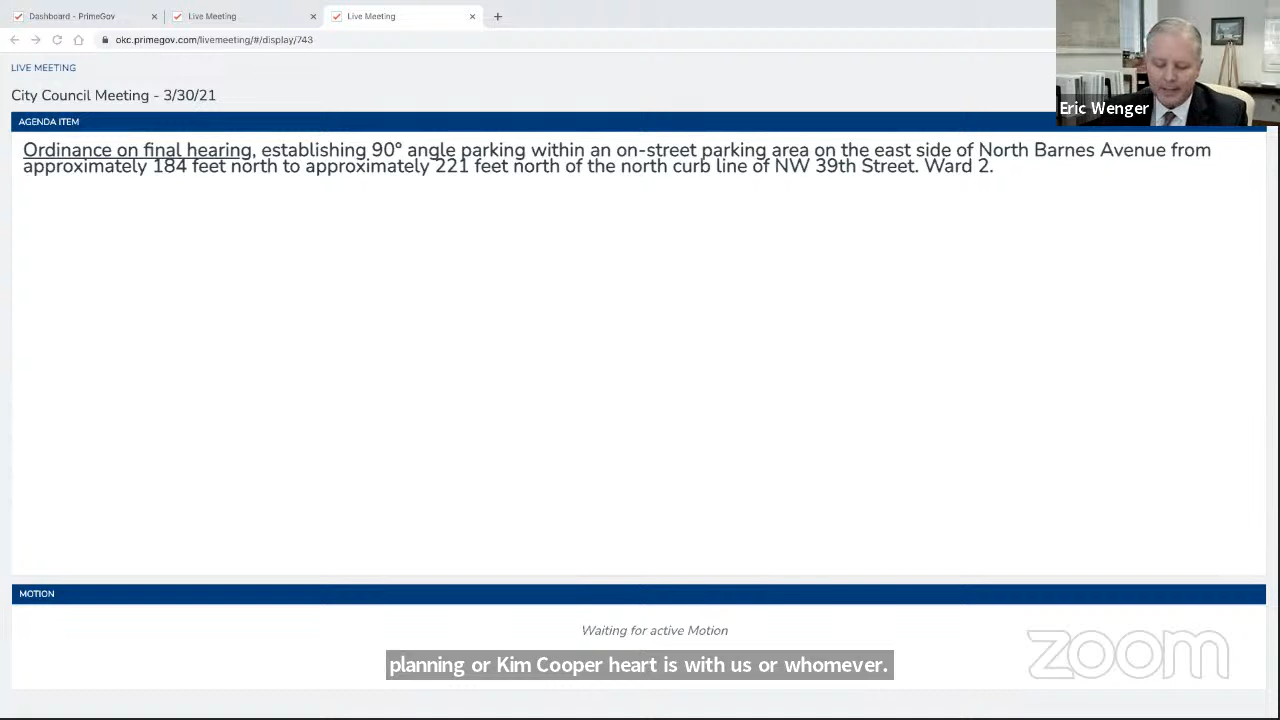 Dashboard - PrimeGov
Live Meeting
Live Meeting
okc.primegov.com/livemeeting/#/display/743
LIVE MEETING
City Council Meeting - 3/30/21
Eric Wenger
AGENDA ITEM
Ordinance on final hearing, establishing 90° angle parking within an on-street parking area on the east side of North Barnes Avenue from
approximately 184 feet north to approximately 221 feet north of the north curb line of NW 39th Street. Ward 2.
MOTION
Waiting for active Motion
zoom
planning or Kim Cooper heart is with us or whomever.